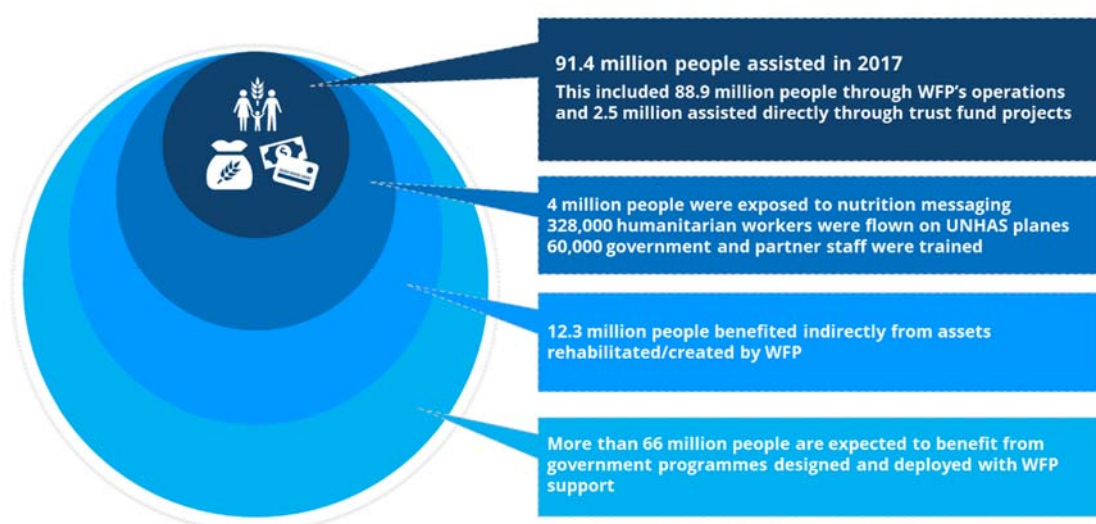 91.4 million people assisted in 2017
This included 88.9 million people through WFP's operations
and 2.5 million assisted directly through trust fund projects
4 million people were exposed to nutrition messaging
328,000 humanitarian workers were flown on UNHAS planes
60,000 government and partner staff were trained
12.3 million people benefited indirectly from assets
rehabilitated/created by WFP
More than 66 million people are expected to benefit from
government programmes designed and deployed with WFP
support